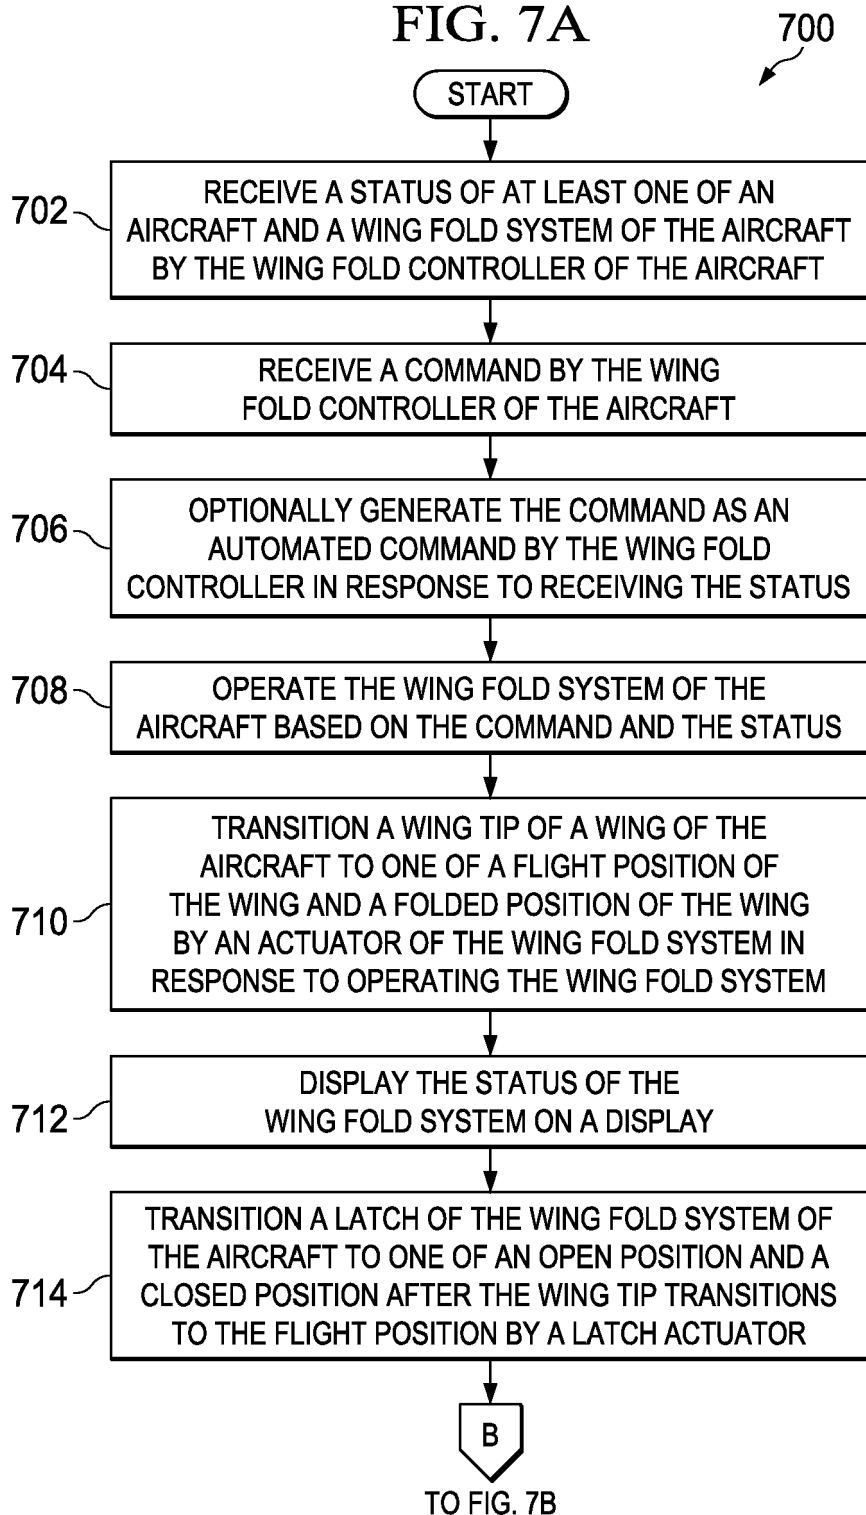 FIG. 7A
700
START
702
RECEIVE A STATUS OF AT LEAST ONE OF AN
AIRCRAFT AND A WING FOLD SYSTEM OF THE AIRCRAFT
BY THE WING FOLD CONTROLLER OF THE AIRCRAFT
704
RECEIVE A COMMAND BY THE WING
FOLD CONTROLLER OF THE AIRCRAFT
706
OPTIONALLY GENERATE THE COMMAND AS AN
AUTOMATED COMMAND BY THE WING FOLD
CONTROLLER IN RESPONSE TO RECEIVING THE STATUS
708
OPERATE THE WING FOLD SYSTEM OF THE
AIRCRAFT BASED ON THE COMMAND AND THE STATUS
710
TRANSITION A WING TIP OF A WING OF THE
AIRCRAFT TO ONE OF A FLIGHT POSITION OF
THE WING AND A FOLDED POSITION OF THE WING
BY AN ACTUATOR OF THE WING FOLD SYSTEM IN
RESPONSE TO OPERATING THE WING FOLD SYSTEM
712
DISPLAY THE STATUS OF THE
WING FOLD SYSTEM ON A DISPLAY
714
TRANSITION A LATCH OF THE WING FOLD SYSTEM OF
THE AIRCRAFT TO ONE OF AN OPEN POSITION AND A
CLOSED POSITION AFTER THE WING TIP TRANSITIONS
TO THE FLIGHT POSITION BY A LATCH ACTUATOR
B
TO FIG. 7B